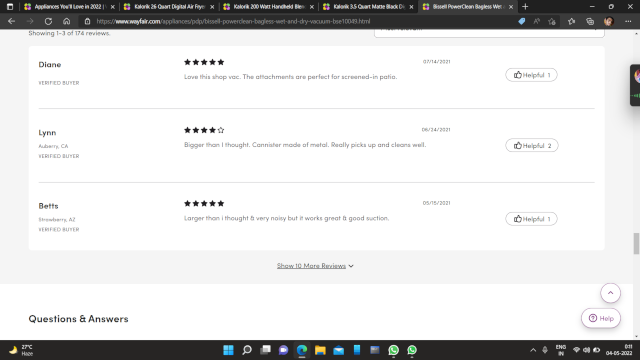 Appliances You'll Love in 2022 |
Kalorik 26 Quart Digital Air Fryer
Kalorik 200 Watt Handheld Blend
Kalorik 3.5 Quart Matte Black Di
Bissell PowerClean Bagless Wet a
https://www.wayfair.com/appliances/pdp/bissell-powerclean-bagless-wet-and-dry-vacuum-bse10049.html
Showing 1-3 of 174 reviews.
Diane
07/14/2021
VERIFIED BUYER
Love this shop vac. The attachments are perfect for screened-in patio.
Helpful 1
Lynn
06/24/2021
Auberry, CA
VERIFIED BUYER
Bigger than I thought. Cannister made of metal. Really picks up and cleans well.
Helpful 2
Betts
05/15/2021
Strawberry, AZ
VERIFIED BUYER
Larger than i thought & very noisy but it works great & good suction.
Helpful 1
Show 10 More Reviews
Questions & Answers
Help
27°C
Haze
ENG
IN
0:11
04-05-2022